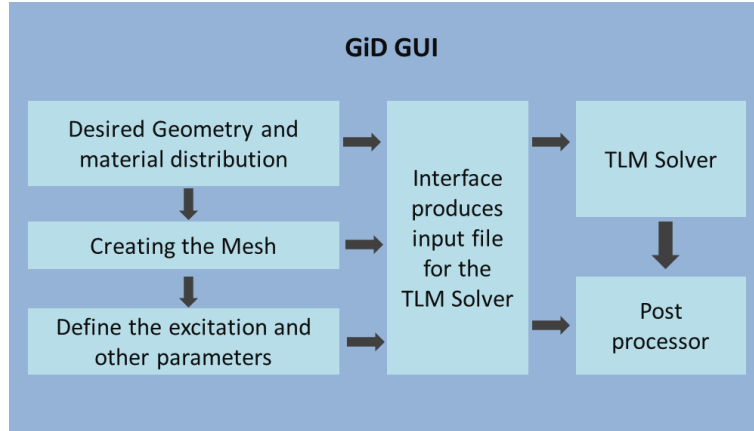 GiD GUI
Desired Geometry and
material distribution
Creating the Mesh
Define the excitation and
other parameters
Interface
produces
input file
for the
TLM Solver
TLM Solver
Post
processor